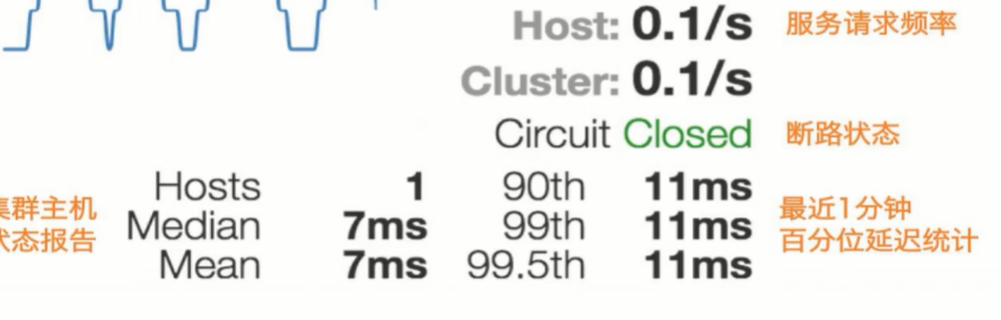 Host: 0.1/s 服务请求频率
Cluster: 0.1/s
Circuit Closed 断路状态
Hosts 1 90th 11ms
集群主机 最近1分钟
Median 7ms 99th 11ms
状态报告 百分位延迟统计
Mean 7ms 99.5th 11ms